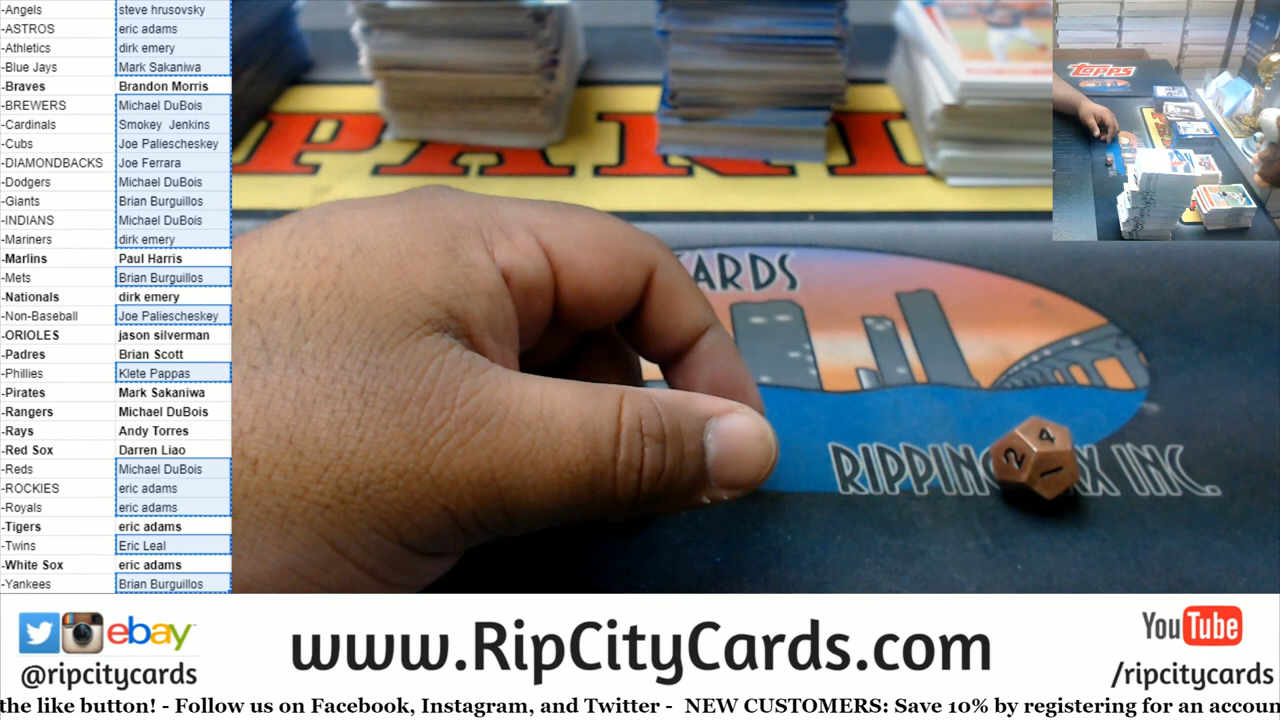 -Angels steve hrusovsky
-ASTROS eric adams
-Athletics dirk emery
-Blue Jays Mark Sakaniwa
-Braves Brandon Morris
-BREWERS Michael DuBois
-Cardinals Smokey Jenkins
-Cubs Joe Paliescheskey
-DIAMONDBACKS Joe Ferrara
-Dodgers Michael DuBois
-Giants Brian Burguillos
-INDIANS Michael DuBois
-Mariners dirk emery
-Marlins Paul Harris
-Mets Brian Burguillos
-Nationals dirk emery
-Non-Baseball Joe Paliescheskey
-ORIOLES jason silverman
-Padres Brian Scott
-Phillies Klete Pappas
-Pirates Mark Sakaniwa
-Rangers Michael DuBois
-Rays Andy Torres
-Red Sox Darren Liao
-Reds Michael DuBois
-ROCKIES eric adams
-Royals eric adams
-Tigers eric adams
-Twins Eric Leal
-White Sox eric adams
-Yankees Brian Burguillos
PANI
TOPPS
CARDS
RIPPING X INC.
2 4 1
ebay
@ripcitycards
www.RipCityCards.com
YouTube
/ripcitycards
the like button! - Follow us on Facebook, Instagram, and Twitter - NEW CUSTOMERS: Save 10% by registering for an accoun